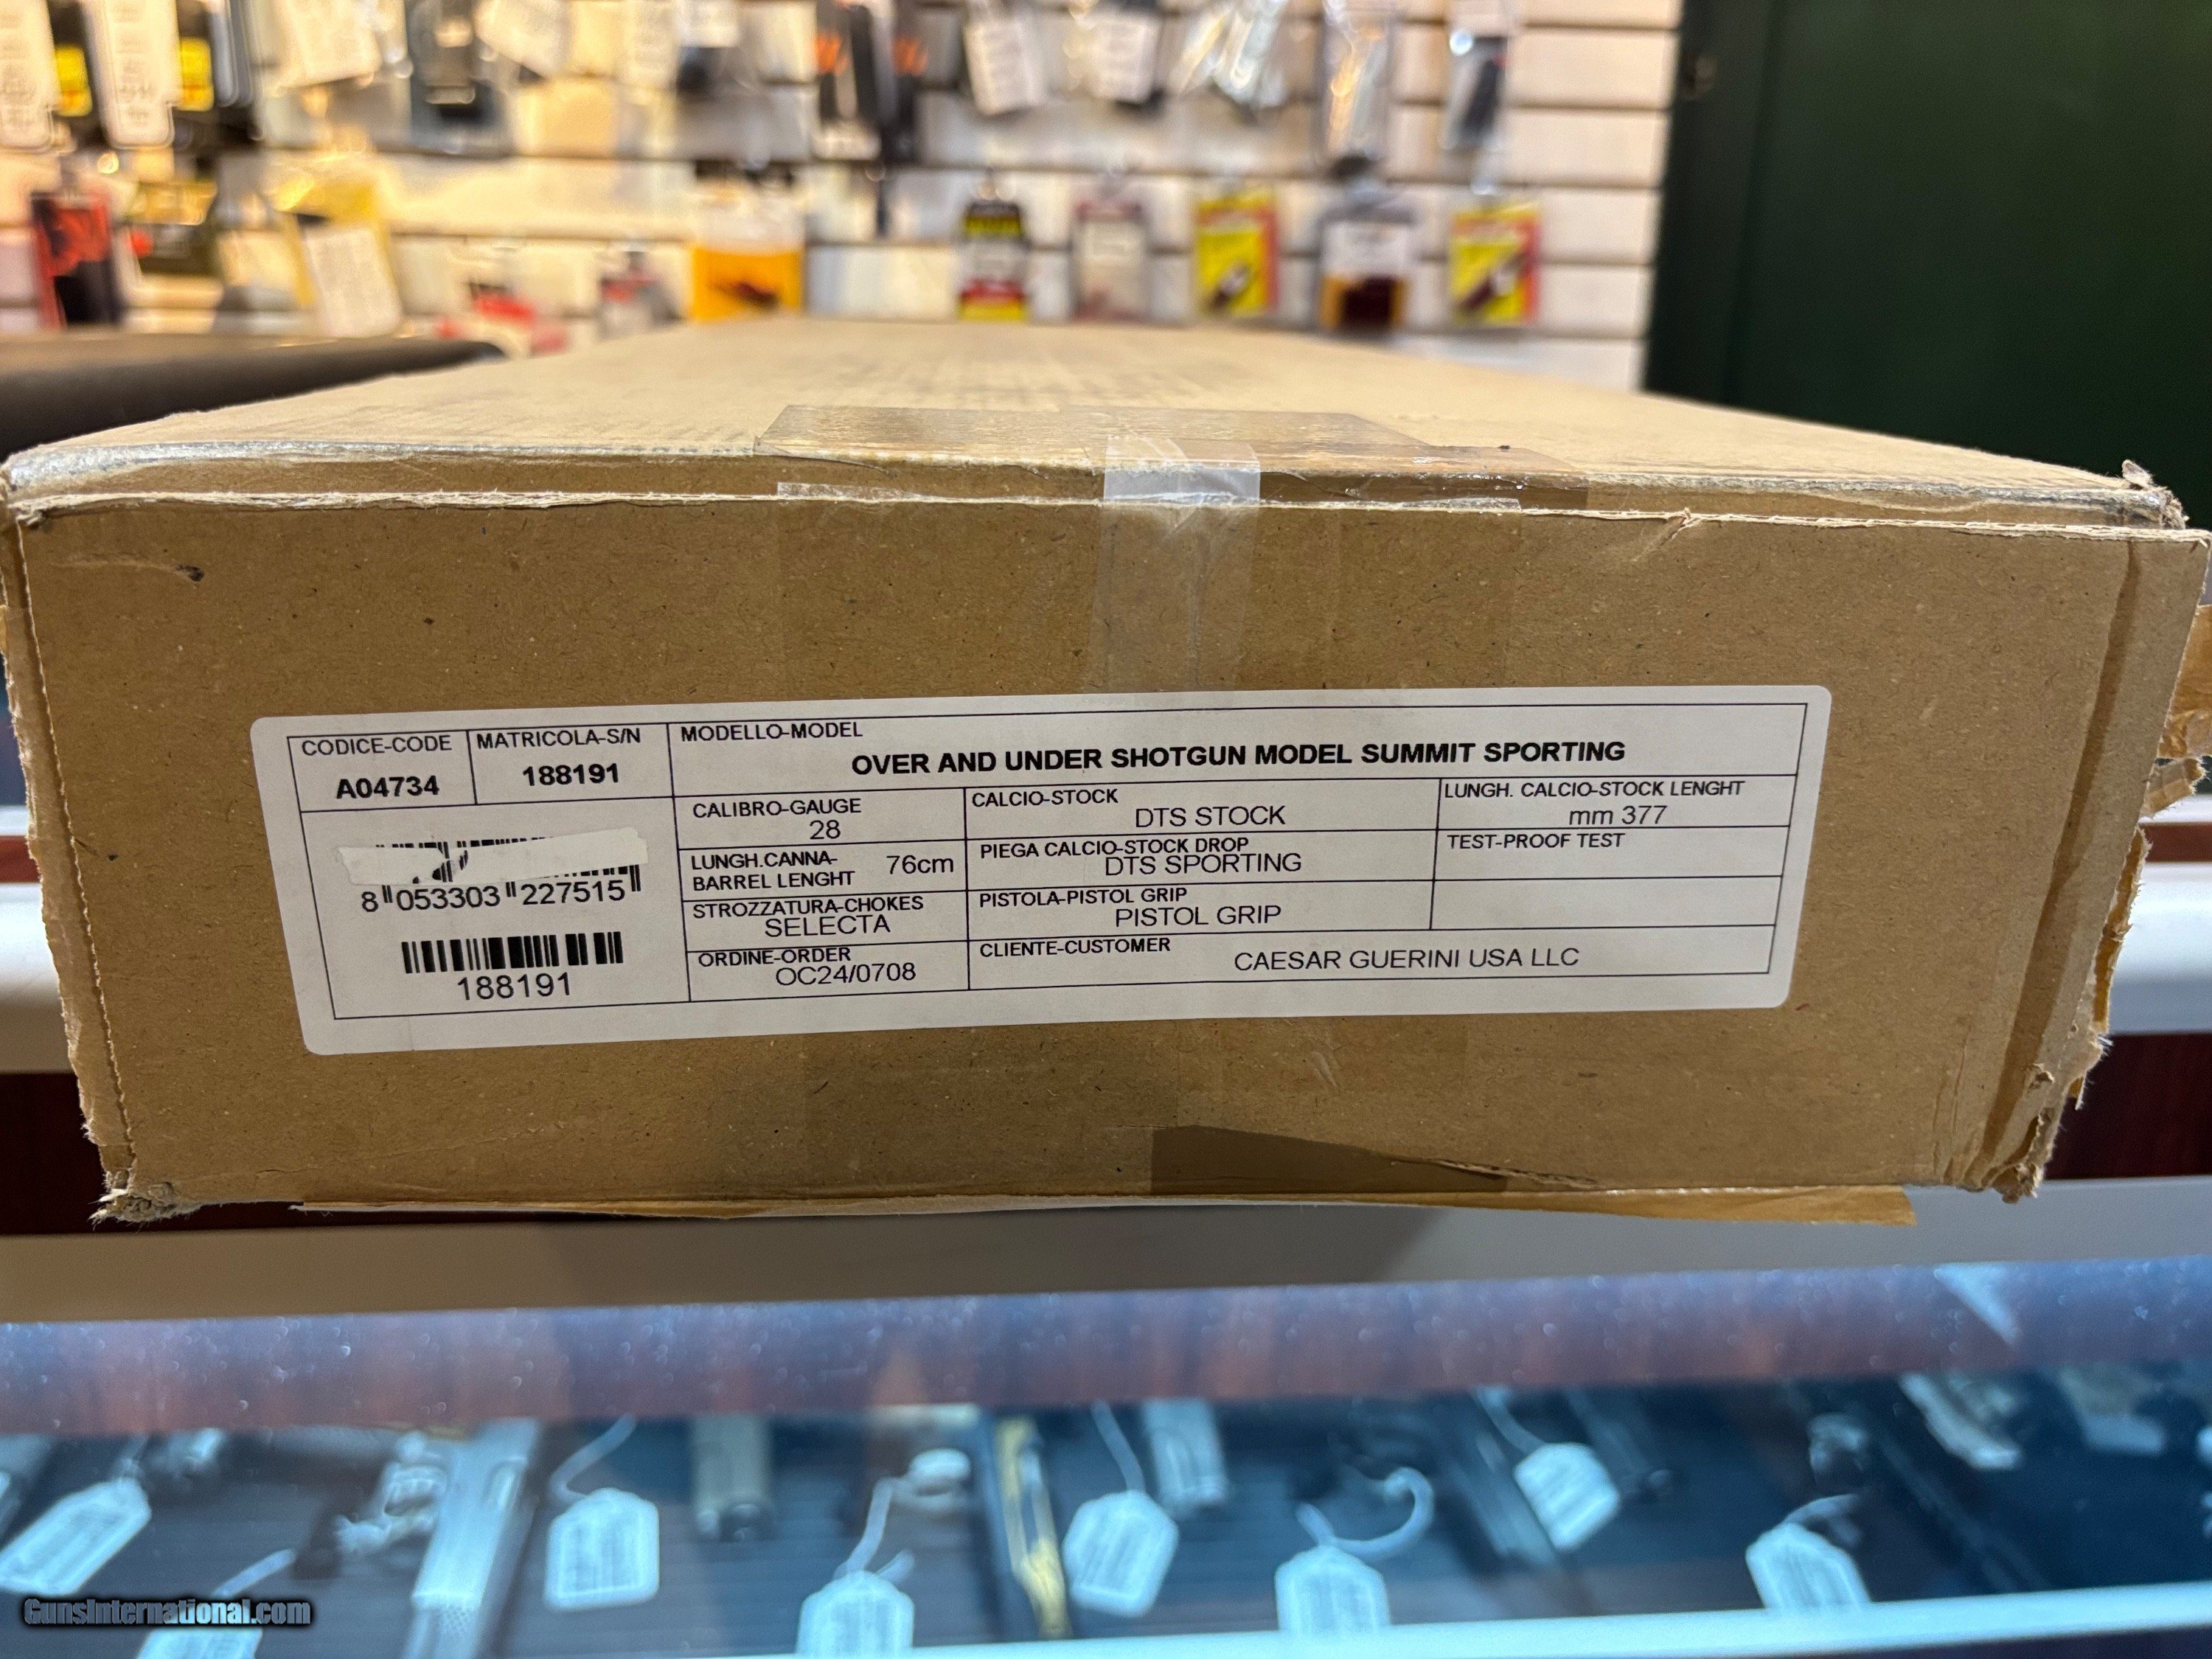 CODICE-CODE
A04734
MATRICOLA-S/N
188191
MODELLO-MODEL
OVER AND UNDER SHOTGUN MODEL SUMMIT SPORTING
8 053303 227515
188191
CALIBRO-GAUGE
28
LUNGH.CANNA-
BARREL LENGHT
76cm
STROZZATURA-CHOKES
SELECTA
ORDINE-ORDER
OC24/0708
CALCIO-STOCK
DTS STOCK
PIEGA CALCIO-STOCK DROP
DTS SPORTING
PISTOLA-PISTOL GRIP
PISTOL GRIP
CLIENTE-CUSTOMER
CAESAR GUERINI USA LLC
LUNGH. CALCIO-STOCK LENGHT
mm 377
TEST-PROOF TEST
GunsInternational.com